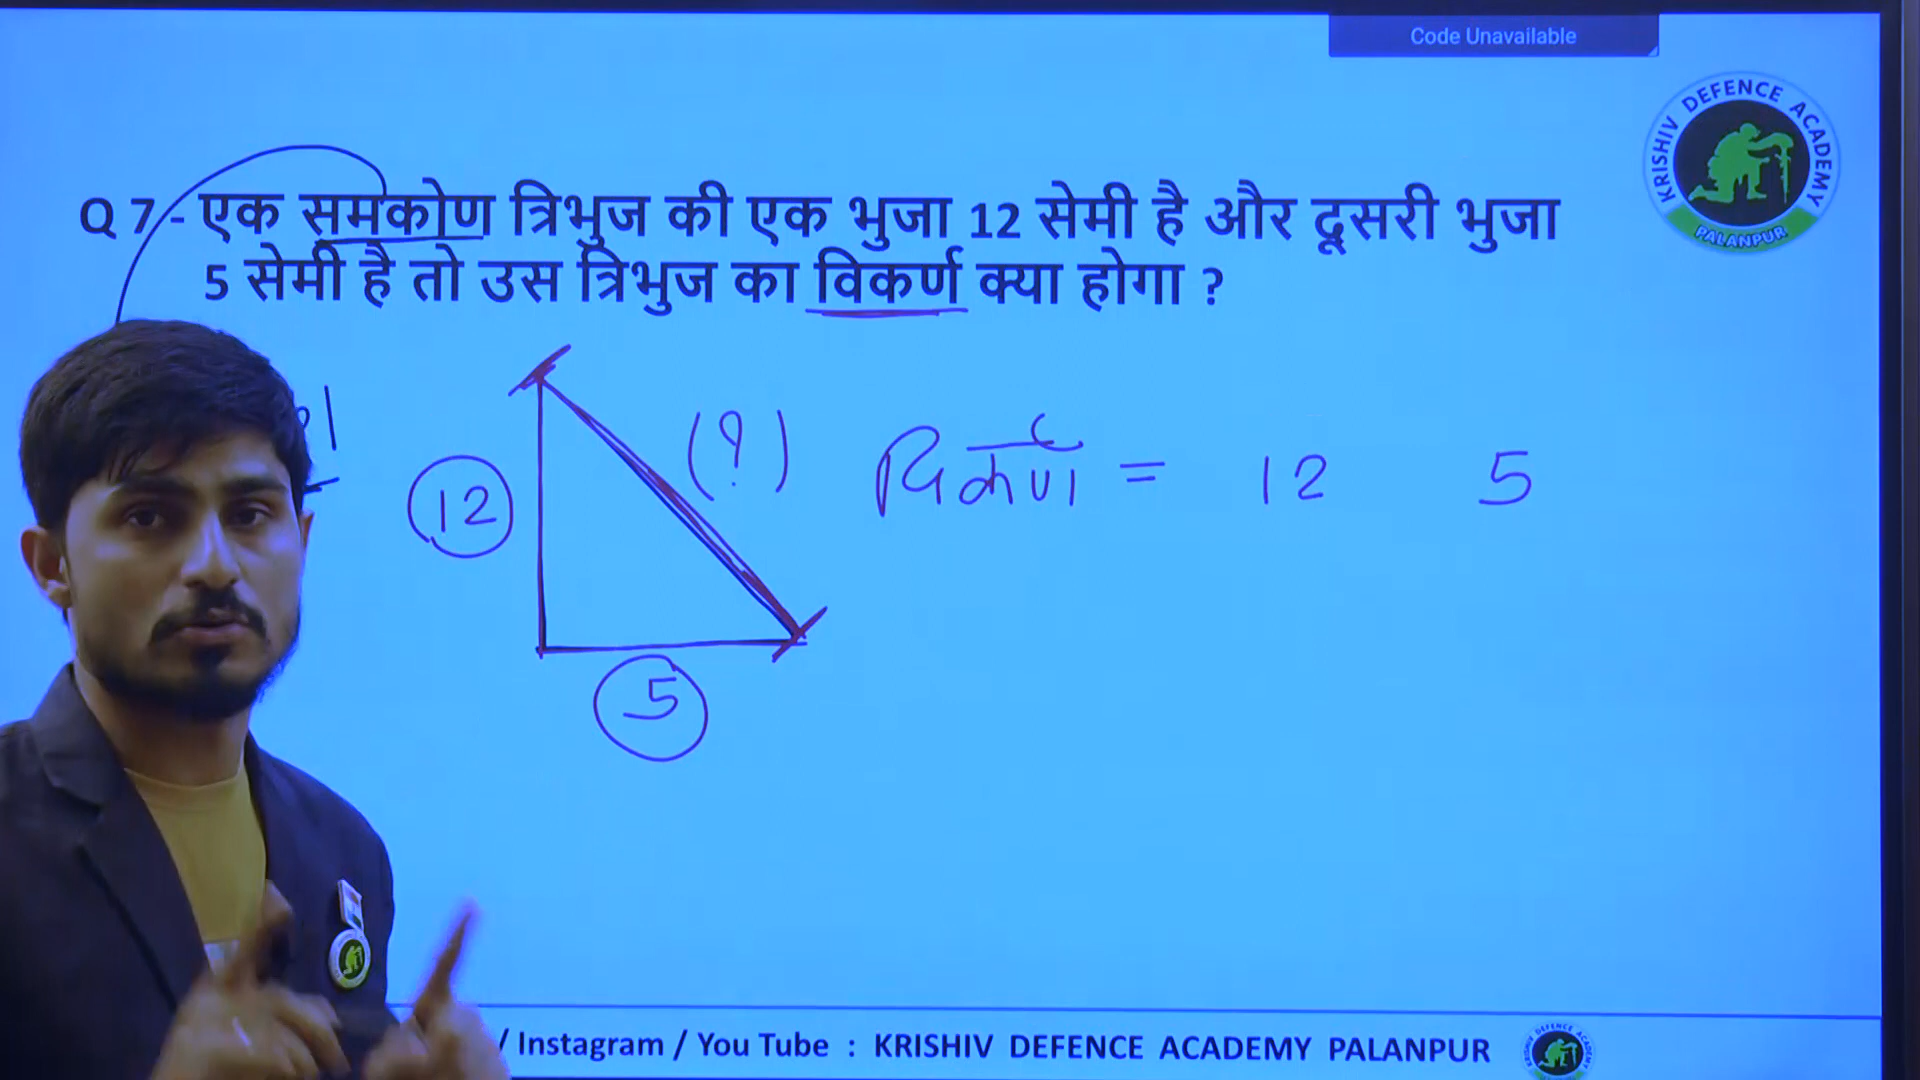 Code Unavailable
KRISHIV DEFENCE ACADEMY
PALANPUR
Q 7 - एक समकोण त्रिभुज की एक भुजा 12 सेमी है और दूसरी भुजा
5 सेमी है तो उस त्रिभुज का विकर्ण क्या होगा ?
(?)
विकर्ण = 12 5
12
5
/ Instagram / You Tube : KRISHIV DEFENCE ACADEMY PALANPUR